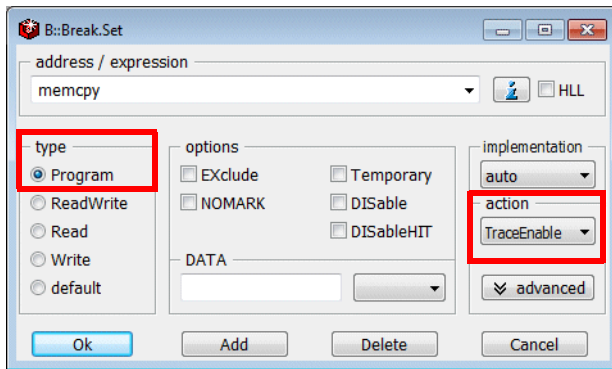 B::Break.Set
address / expression
memcpy
HLL
type
Program
ReadWrite
Read
Write
default
options
EXclude
NOMARK
Temporary
DISable
DISableHIT
DATA
implementation
auto
action
TraceEnable
advanced
Ok
Add
Delete
Cancel